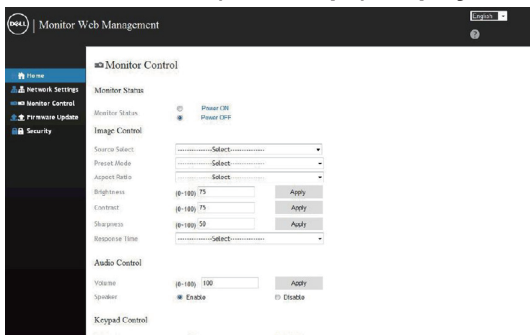 DELL | Monitor Web Management
English
?
Home
Network Settings
Monitor Control
Firmware Update
Security
Monitor Control
Monitor Status
Monitor Status
Power ON
Power OFF
Image Control
Source Select ---------------Select---------------
Preset Mode ---------------Select---------------
Aspect Ratio ---------------Select---------------
Brightness (0~100) 75 Apply
Contrast (0~100) 75 Apply
Sharpness (0~100) 50 Apply
Response Time ---------------Select---------------
Audio Control
Volume (0~100) 100 Apply
Speaker Enable Disable
Keypad Control